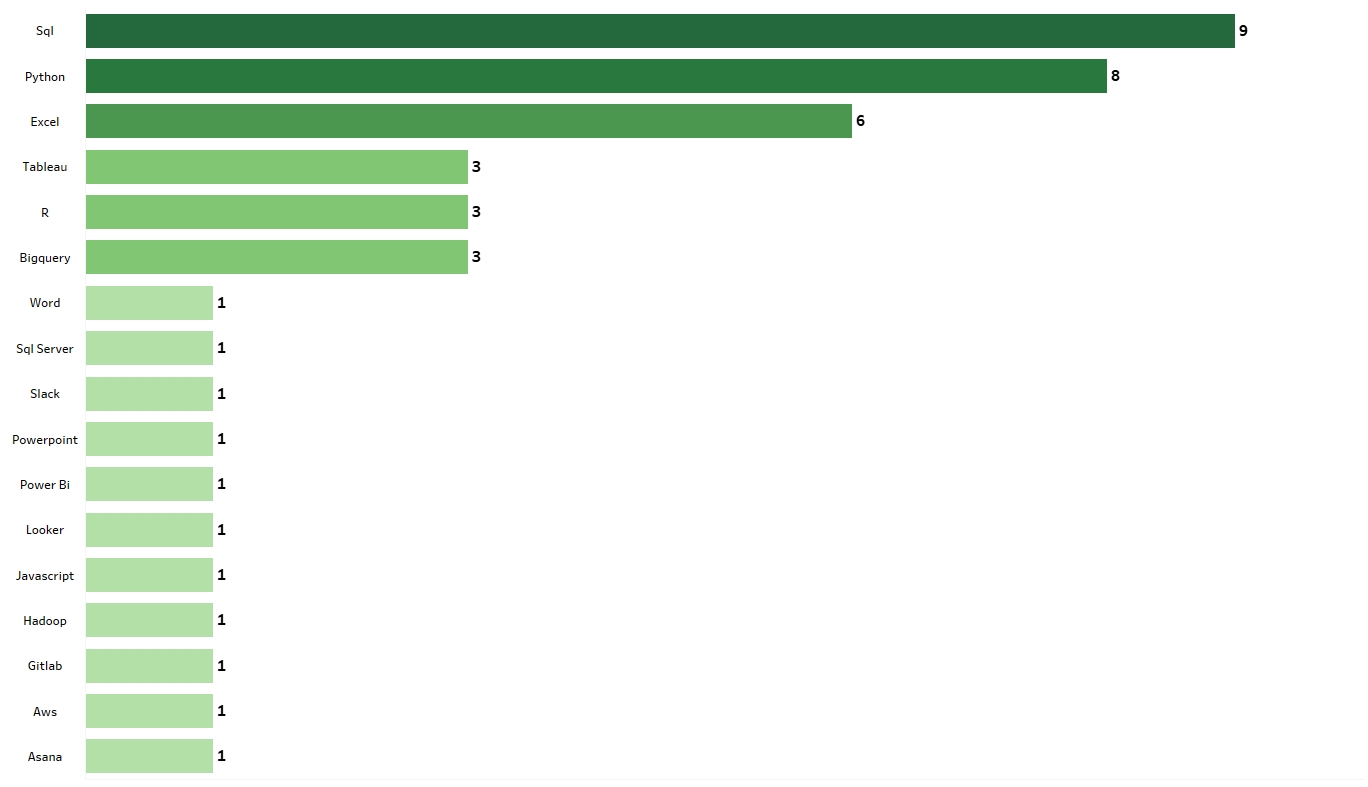 Sql 9
Python 8
Excel 6
Tableau 3
R 3
Bigquery 3
Word 1
Sql Server 1
Slack 1
Powerpoint 1
Power Bi 1
Looker 1
Javascript 1
Hadoop 1
Gitlab 1
Aws 1
Asana 1